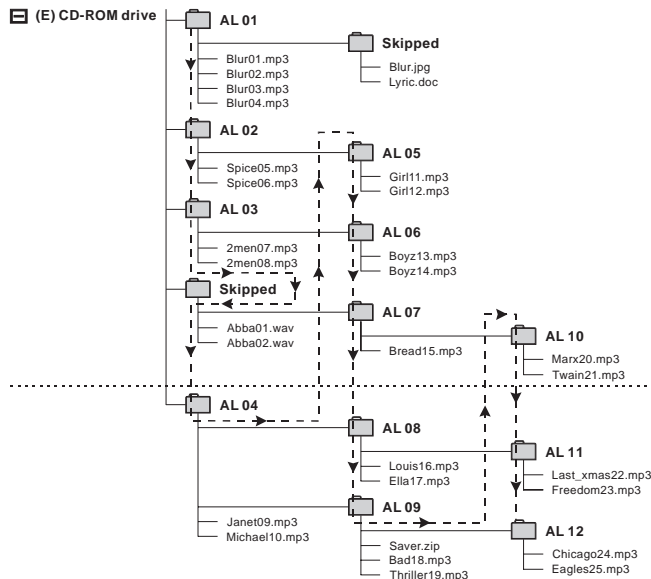 (E) CD-ROM drive
AL 01
Blur01.mp3
Blur02.mp3
Blur03.mp3
Blur04.mp3
Skipped
Blur.jpg
Lyric.doc
AL 02
Spice05.mp3
Spice06.mp3
AL 05
Girl11.mp3
Girl12.mp3
AL 03
2men07.mp3
2men08.mp3
AL 06
Boyz13.mp3
Boyz14.mp3
Skipped
Abba01.wav
Abba02.wav
AL 07
Bread15.mp3
AL 10
Marx20.mp3
Twain21.mp3
AL 04
Janet09.mp3
Michael10.mp3
AL 08
Louis16.mp3
Ella17.mp3
AL 11
Last_xmas22.mp3
Freedom23.mp3
AL 09
Saver.zip
Bad18.mp3
Thriller19.mp3
AL 12
Chicago24.mp3
Eagles25.mp3